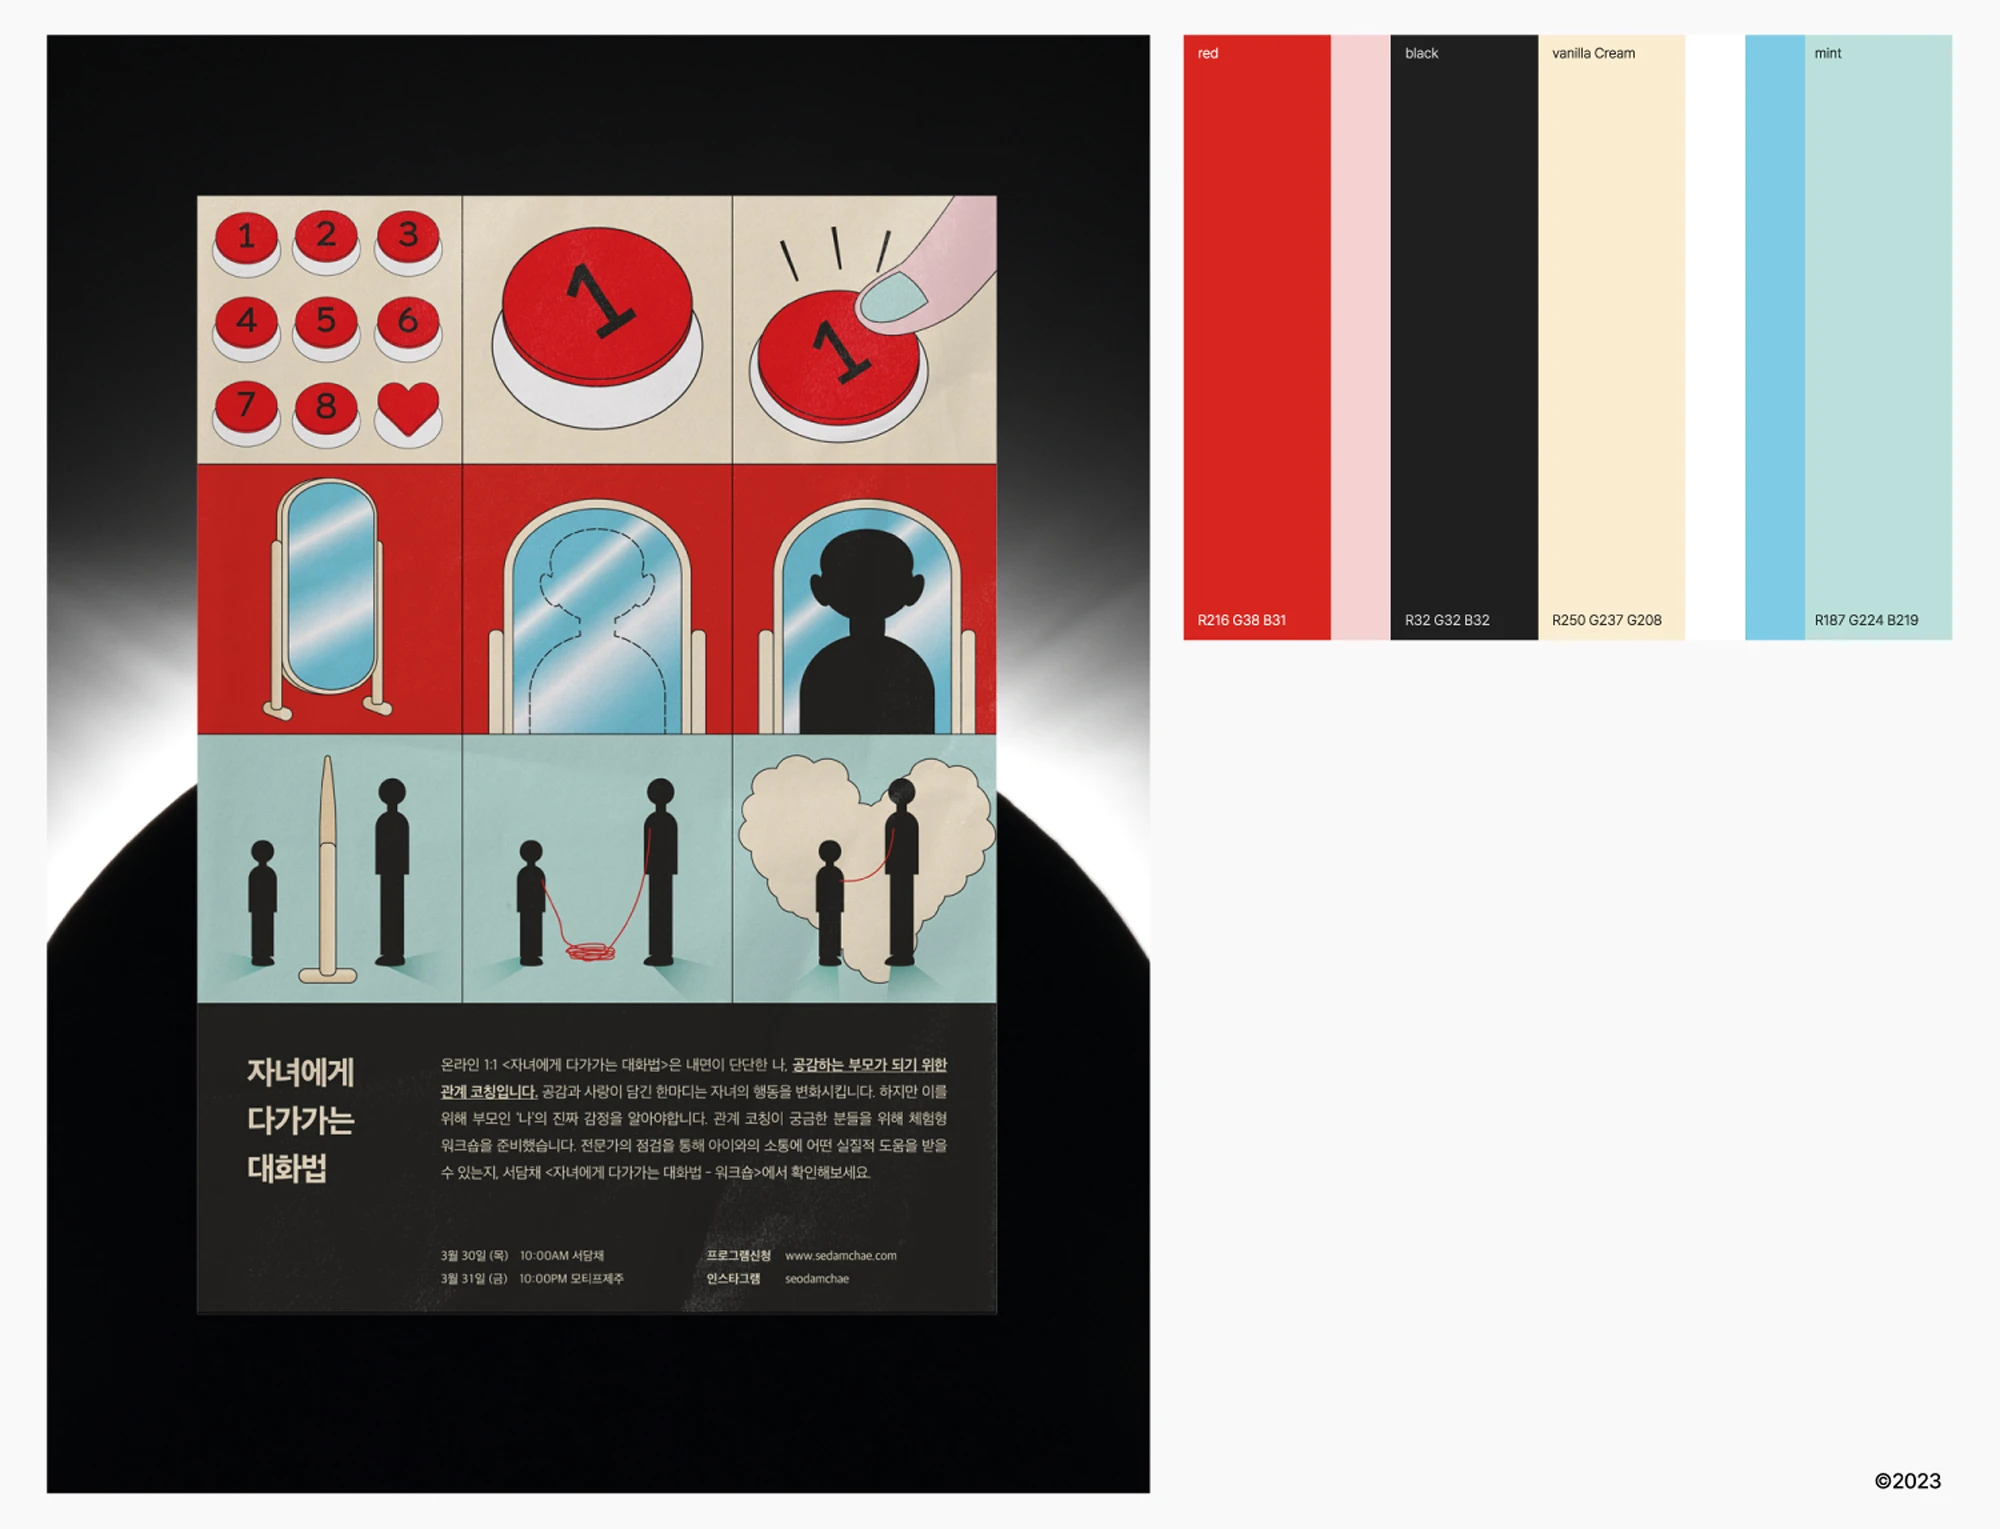 1 2 3
4 5 6
7 8
1
1
자녀에게
다가가는
대화법
온라인 1:1 <자녀에게 다가가는 대화법>은 내면이 단단한 나, 공감하는 부모가 되기 위한
관계 코칭입니다. 공감과 사랑이 담긴 한마디는 자녀의 행동을 변화시킵니다. 하지만 이를
위해 부모인 '나'의 진짜 감정을 알아야합니다. 관계 코칭이 궁금한 분들을 위해 체험형
워크숍을 준비했습니다. 전문가의 점검을 통해 아이와의 소통에 어떤 실질적 도움을 받을
수 있는지, 서담채 <자녀에게 다가가는 대화법 - 워크숍>에서 확인해보세요.
3월 30일 (목) 10:00AM 서담채
3월 31일 (금) 10:00PM 모티프제주
프로그램신청 www.sedamchae.com
인스타그램 seodamchae
red
black
vanilla Cream
mint
R216 G38 B31
R32 G32 B32
R250 G237 G208
R187 G224 B219
©2023